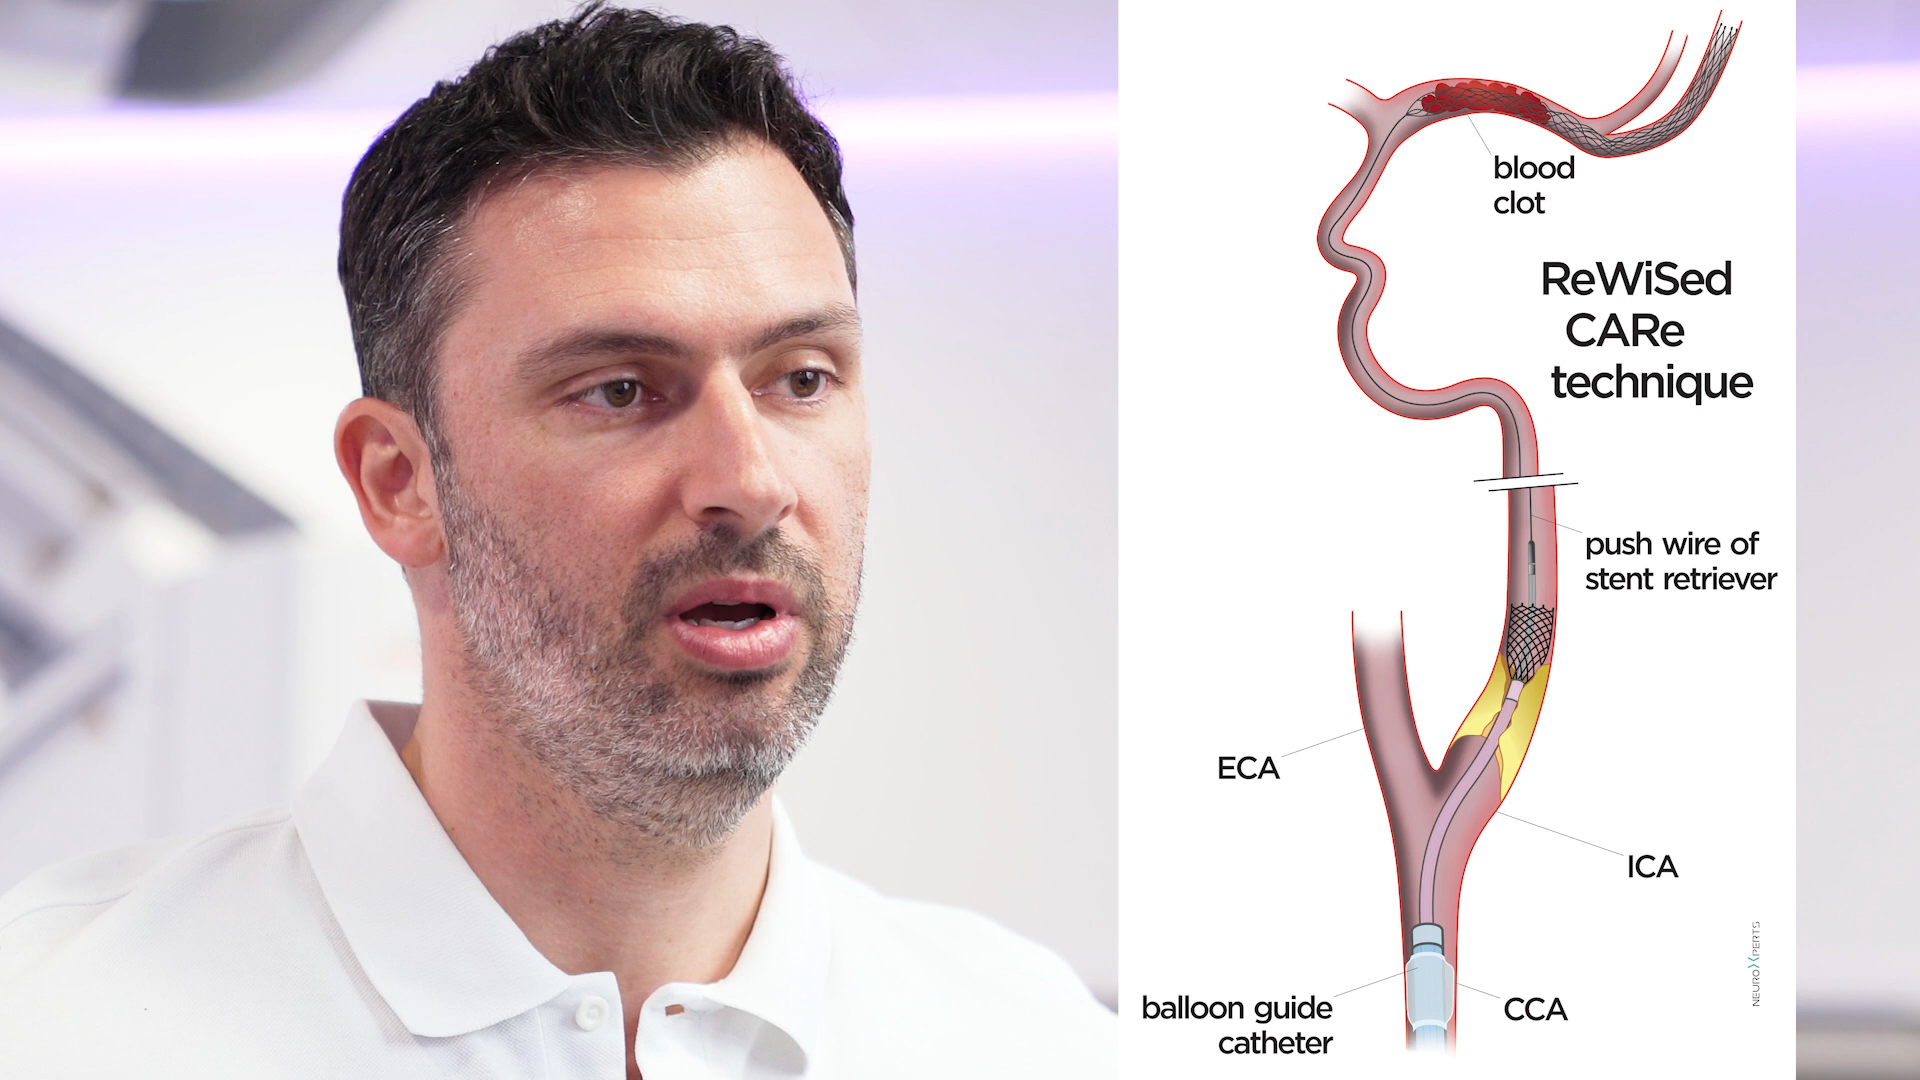 blood
clot
ReWiSed
CARe
technique
push wire of
stent retriever
ECA
ICA
balloon guide
catheter
CCA
NEUROXPERTS